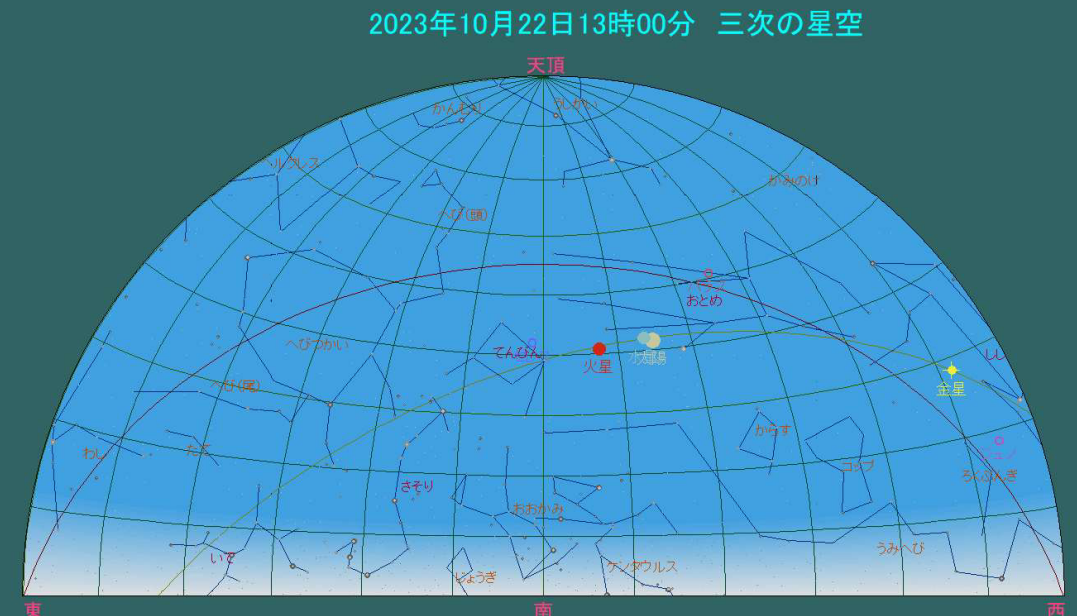 2023年10月22日13時00分 三次の星空
天頂
かんむり
うしかい
ルクレス
かみのけ
へび(頭)
おとめ
へびつかい
てんびん
火星
しし
金星
へび(尾)
からす
わし
たて
コップ
ろくぶんぎ
さそり
おおかみ
うみへび
いて
じょうぎ
ケンタウルス
東
南
西